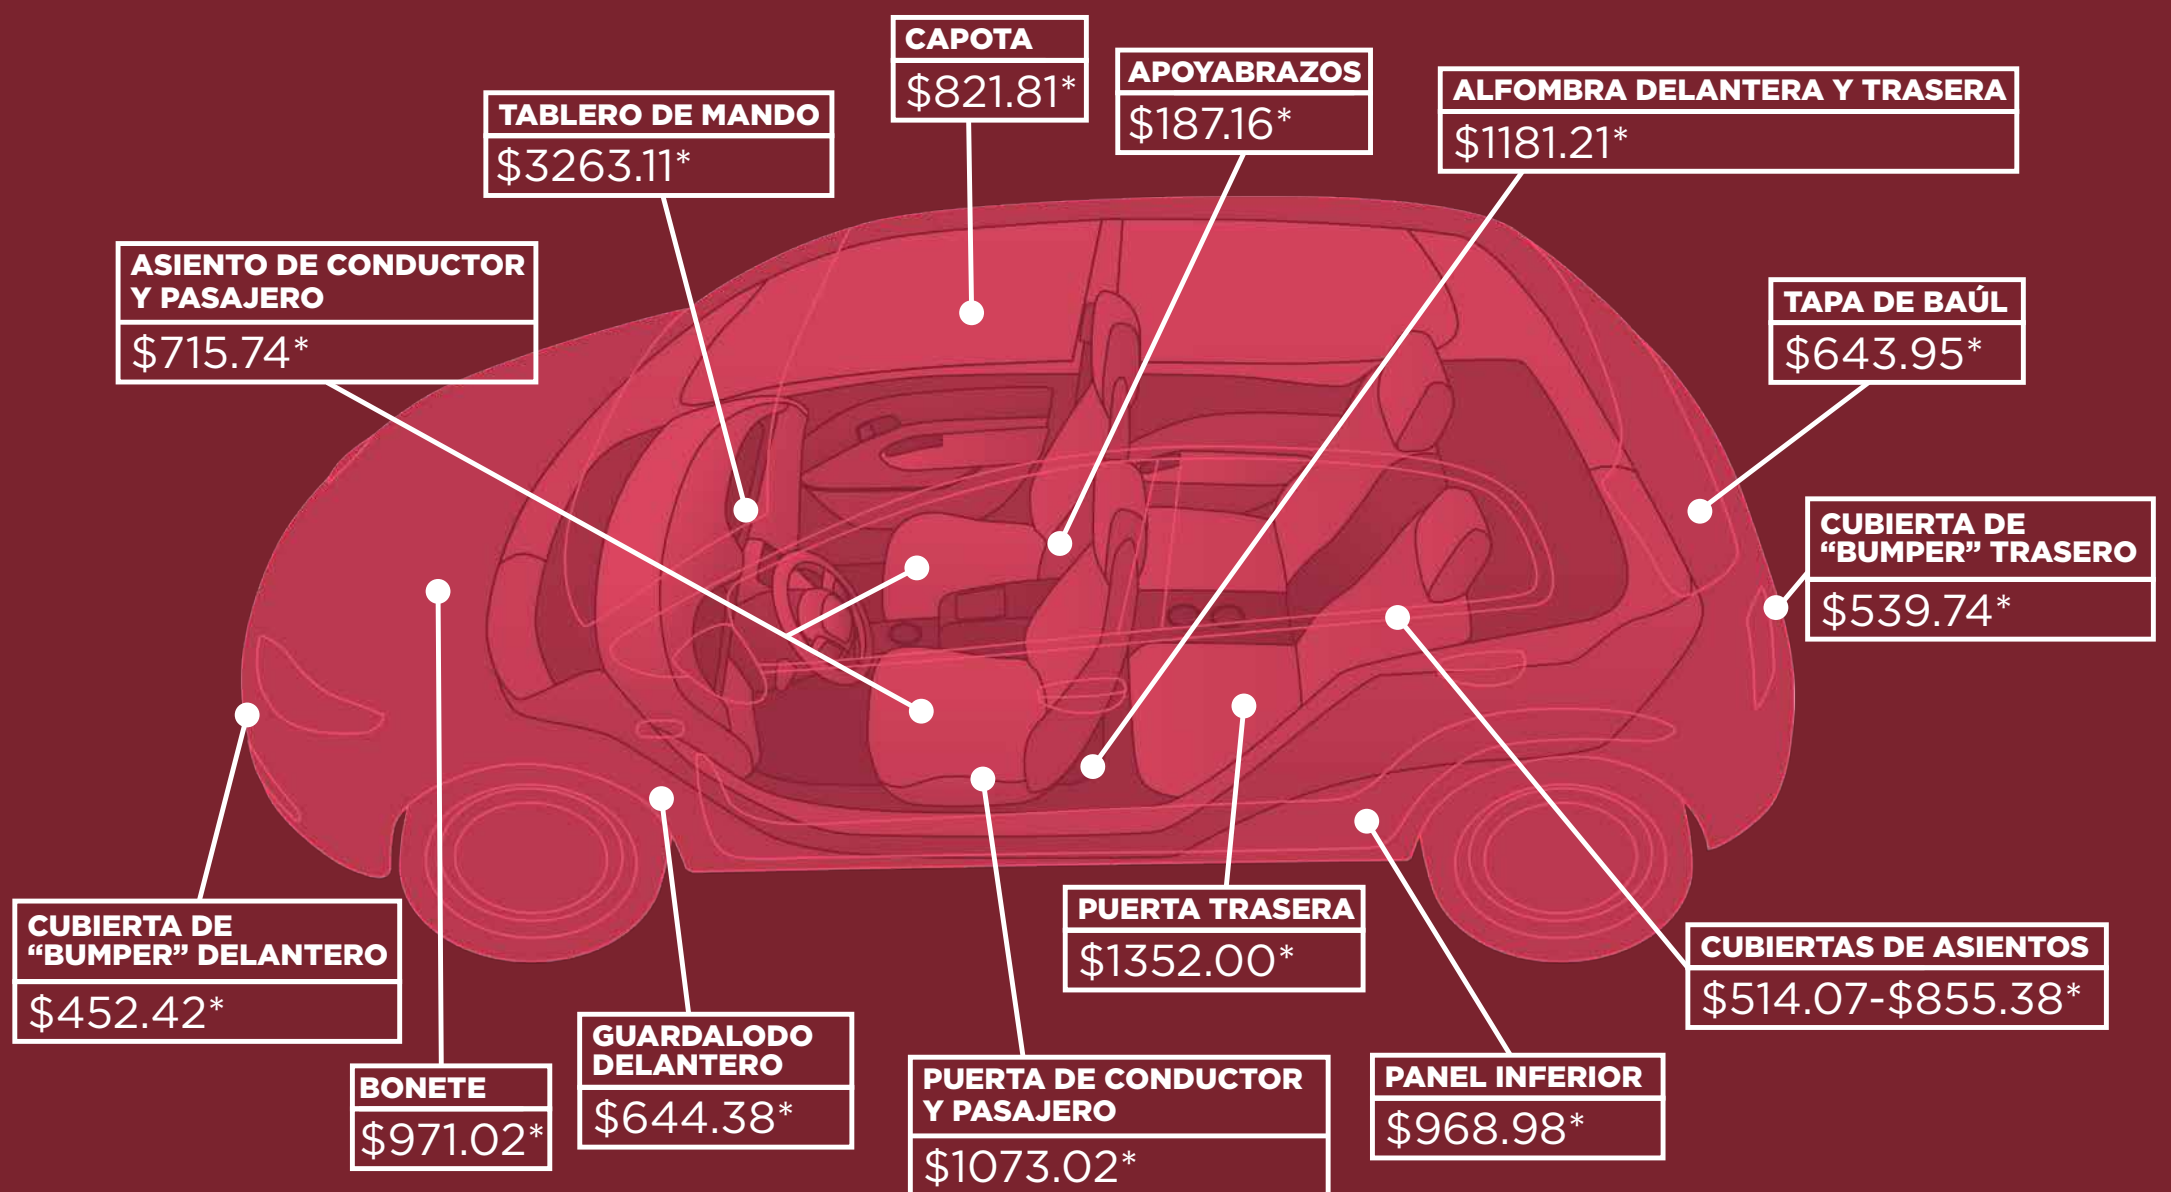 CAPOTA
$821.81*
APOYABRAZOS
$187.16*
ALFOMBRA DELANTERA Y TRASERA
$1181.21*
TABLERO DE MANDO
$3263.11*
ASIENTO DE CONDUCTOR
Y PASAJERO
$715.74*
TAPA DE BAÚL
$643.95*
CUBIERTA DE
“BUMPER” TRASERO
$539.74*
CUBIERTA DE
“BUMPER” DELANTERO
$452.42*
BONETE
$971.02*
GUARDALODO
DELANTERO
$644.38*
PUERTA DE CONDUCTOR
Y PASAJERO
$1073.02*
PUERTA TRASERA
$1352.00*
PANEL INFERIOR
$968.98*
CUBIERTAS DE ASIENTOS
$514.07-$855.38*